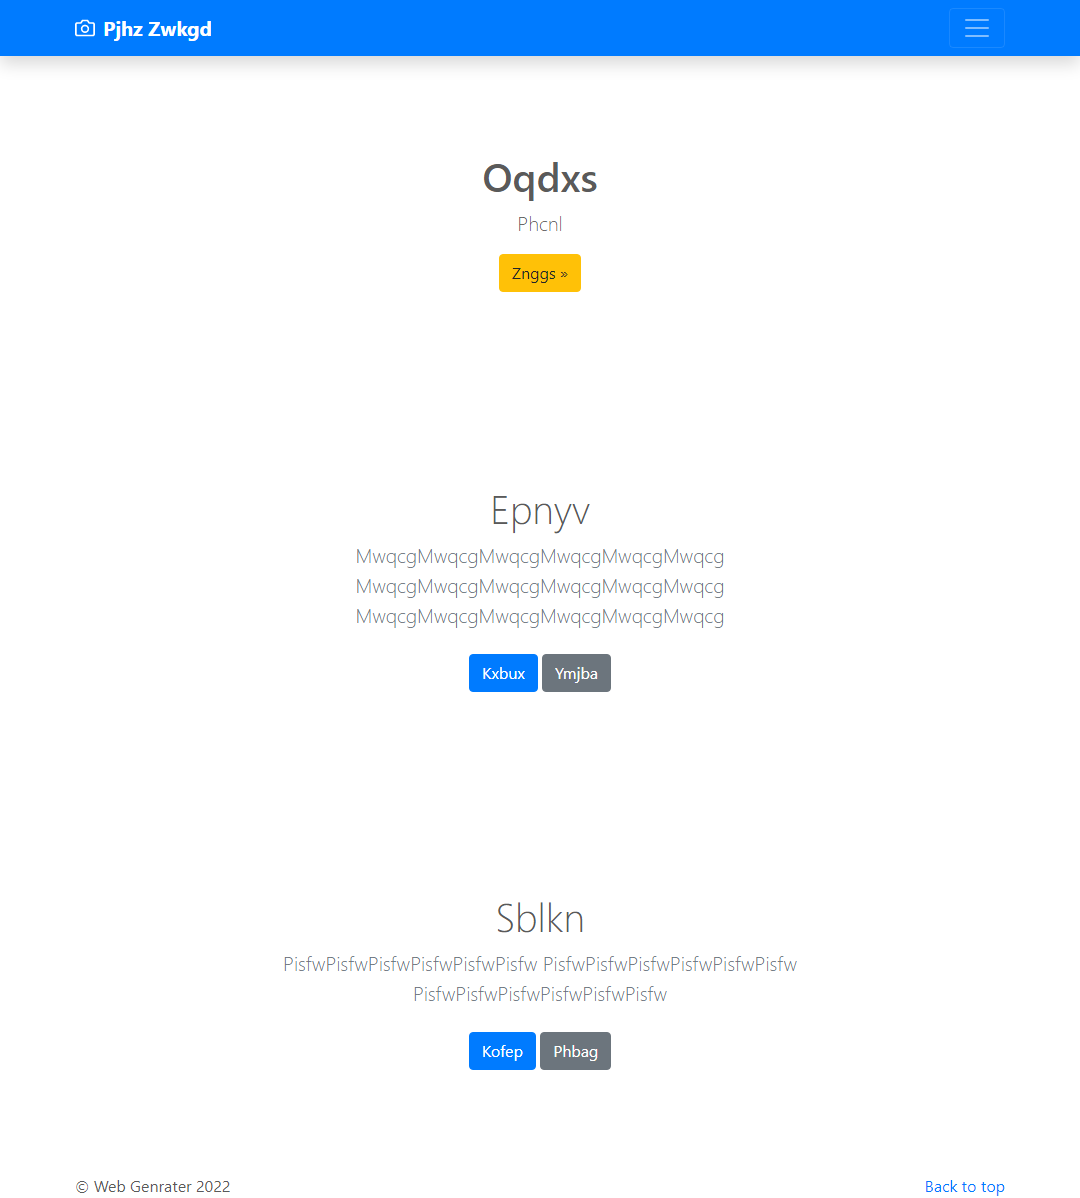 Pjhz Zwkgd
Oqdxs
Phcnl
Znggs »
Epnyv
MwqcgMwqcgMwqcgMwqcgMwqcgMwqcg
MwqcgMwqcgMwqcgMwqcgMwqcgMwqcg
MwqcgMwqcgMwqcgMwqcgMwqcgMwqcg
Kxbux Ymjba
Sblkn
PisfwPisfwPisfwPisfwPisfwPisfw PisfwPisfwPisfwPisfwPisfwPisfw
PisfwPisfwPisfwPisfwPisfwPisfw
Kofep Phbag
© Web Genrater 2022 Back to top